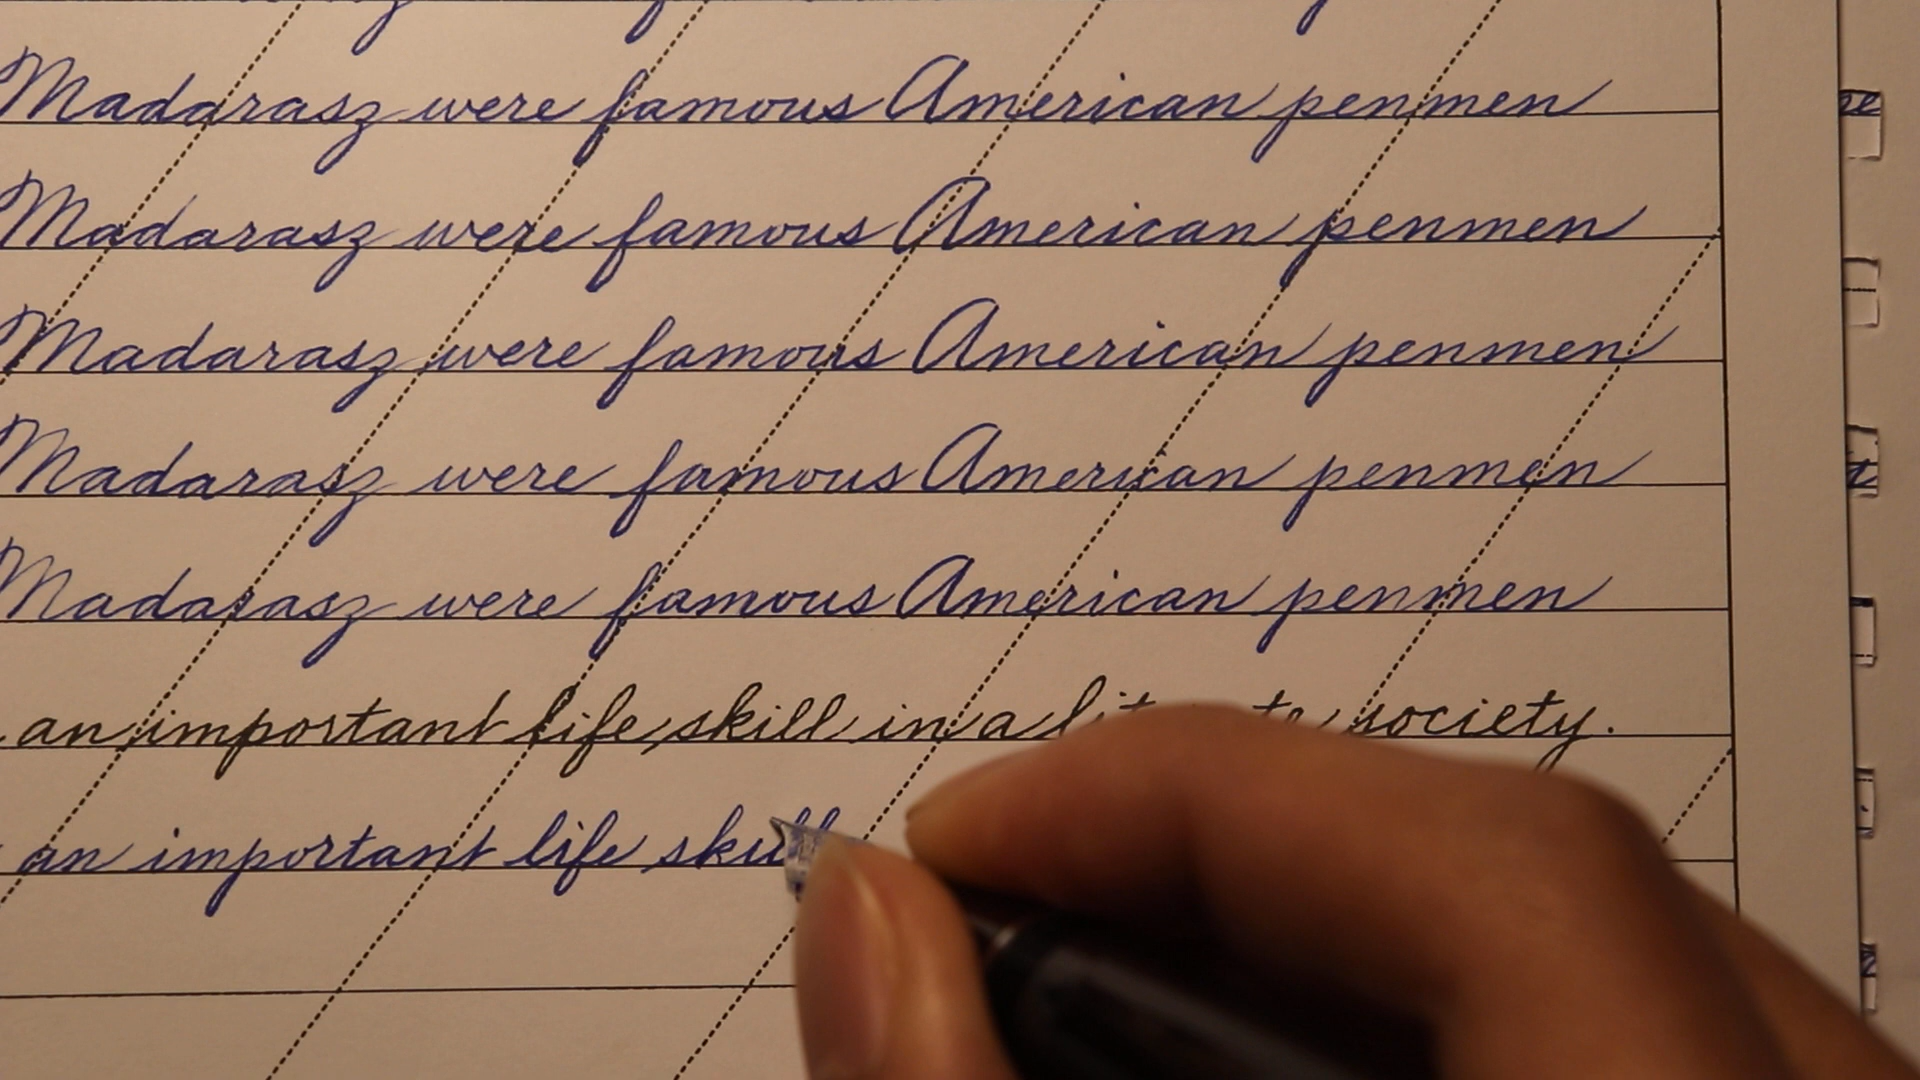 Madarasz were famous American penmen
Madarasz were famous American penmen
Madarasz were famous American penmen
Madarasz were famous American penmen
Madarasz were famous American penmen
an important life skill in a society.
an important life skill